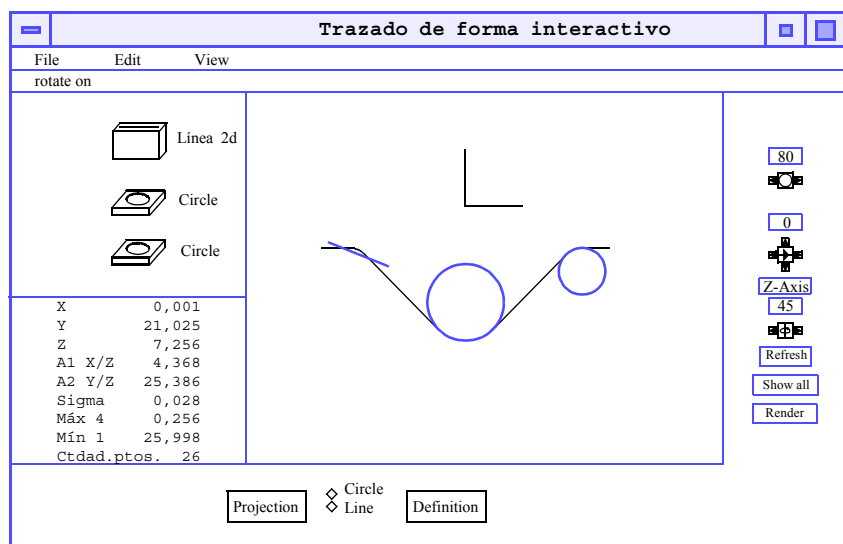 Trazado de forma interactivo
File Edit View
rotate on
Línea 2d
Circle
Circle
X 0,001
Y 21,025
Z 7,256
A1 X/Z 4,368
A2 Y/Z 25,386
Sigma 0,028
Máx 4 0,256
Mín 1 25,998
Ctdad.ptos. 26
80
0
Z-Axis
45
Refresh
Show all
Render
Projection
Circle
Line
Definition